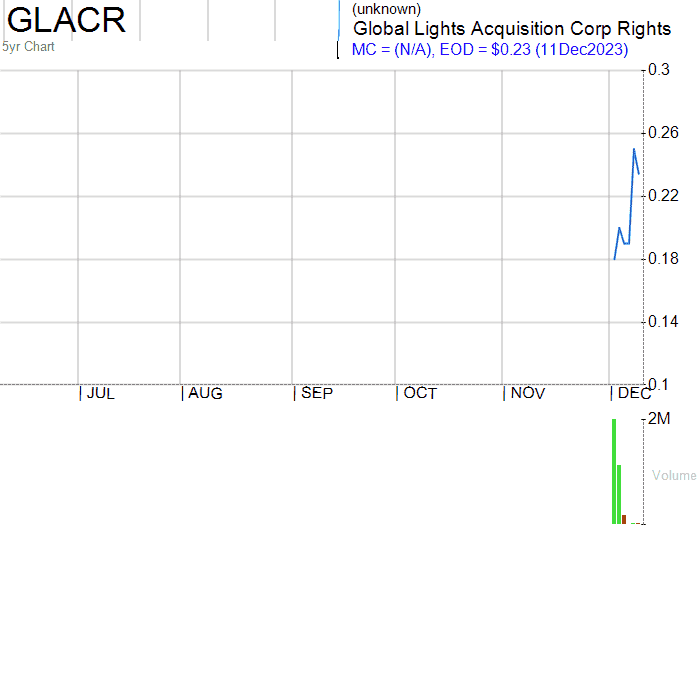 GLACR
5yr Chart
(unknown)
Global Lights Acquisition Corp Rights
MC = (N/A), EOD = $0.23 (11Dec2023)
0.3
0.26
0.22
0.18
0.14
0.1
JUL AUG SEP OCT NOV DEC
2M
Volume